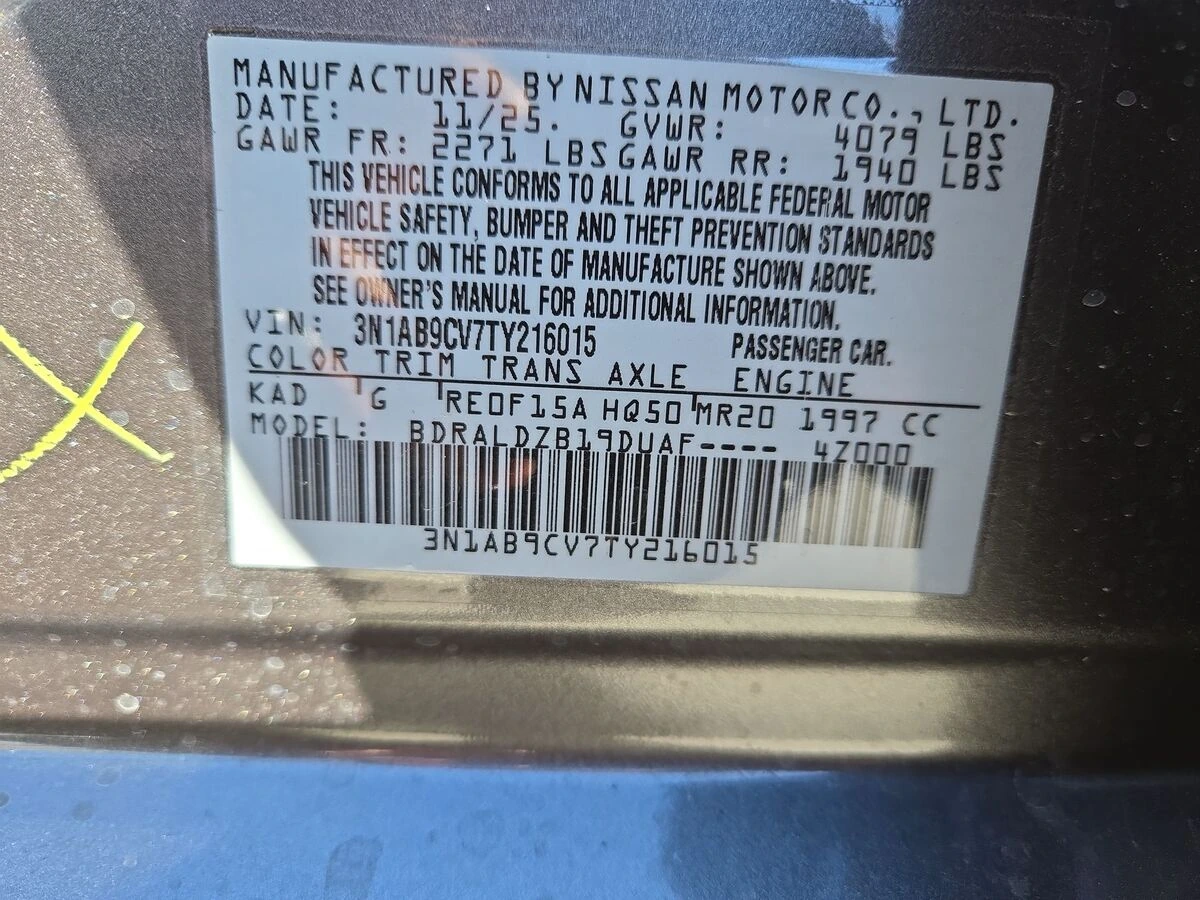 MANUFACTURED BY NISSAN MOTOR CO., LTD.
DATE: 11/25. GVWR: 4079 LBS
GAWR FR: 2271 LBS GAWR RR: 1940 LBS
THIS VEHICLE CONFORMS TO ALL APPLICABLE FEDERAL MOTOR
VEHICLE SAFETY, BUMPER AND THEFT PREVENTION STANDARDS
IN EFFECT ON THE DATE OF MANUFACTURE SHOWN ABOVE.
SEE OWNER'S MANUAL FOR ADDITIONAL INFORMATION.
VIN: 3N1AB9CV7TY216015 PASSENGER CAR.
COLOR TRIM TRANS AXLE ENGINE
KAD G RE0F15A HQ50 MR20 1997 CC
MODEL: BDRALDZB19DUAF---- 4Z000
3N1AB9CV7TY216015